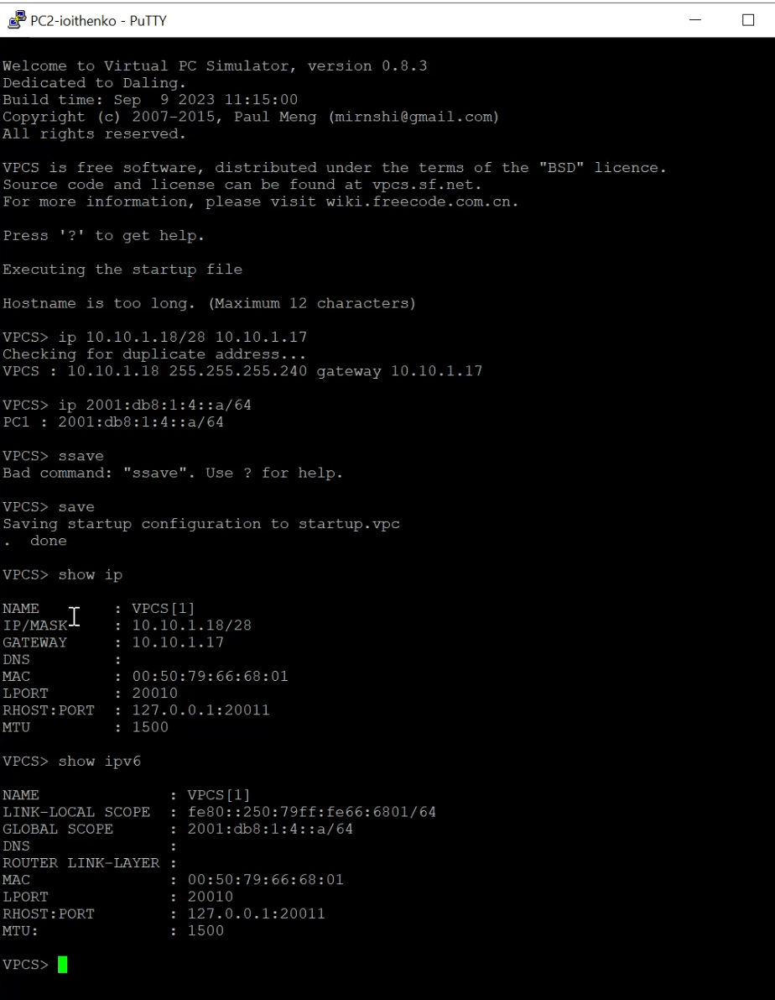 PC2-ioithenko - PuTTY
Welcome to Virtual PC Simulator, version 0.8.3
Dedicated to Daling.
Build time: Sep  9 2023 11:15:00
Copyright (c) 2007-2015, Paul Meng (mirnshi@gmail.com)
All rights reserved.
VPCS is free software, distributed under the terms of the "BSD" licence.
Source code and license can be found at vpcs.sf.net.
For more information, please visit wiki.freecode.com.cn.
Press '?' to get help.
Executing the startup file
Hostname is too long. (Maximum 12 characters)
VPCS> ip 10.10.1.18/28 10.10.1.17
Checking for duplicate address...
VPCS : 10.10.1.18 255.255.255.240 gateway 10.10.1.17
VPCS> ip 2001:db8:1:4::a/64
PC1 : 2001:db8:1:4::a/64
VPCS> ssave
Bad command: "ssave". Use ? for help.
VPCS> save
Saving startup configuration to startup.vpc
.  done
VPCS> show ip
NAME        : VPCS[1]
IP/MASK     : 10.10.1.18/28
GATEWAY     : 10.10.1.17
DNS         :
MAC         : 00:50:79:66:68:01
LPORT       : 20010
RHOST:PORT  : 127.0.0.1:20011
MTU         : 1500
VPCS> show ipv6
NAME              : VPCS[1]
LINK-LOCAL SCOPE  : fe80::250:79ff:fe66:6801/64
GLOBAL SCOPE      : 2001:db8:1:4::a/64
DNS               :
ROUTER LINK-LAYER :
MAC               : 00:50:79:66:68:01
LPORT             : 20010
RHOST:PORT        : 127.0.0.1:20011
MTU:              : 1500
VPCS>